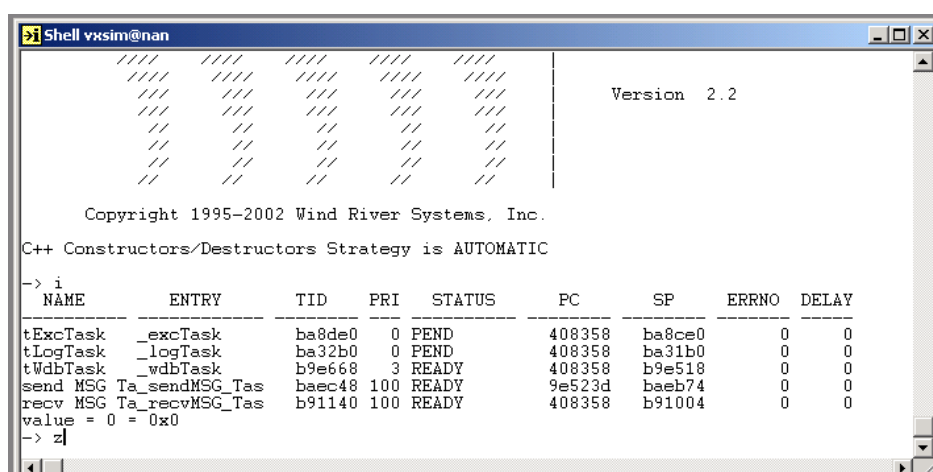 Shell vxsim@nan
////     ////     ////     ////     ////      |
////     ////     ////     ////     ////     |
///      ///      ///      ///      ///     |      Version  2.2
///      ///      ///      ///      ///     |
//       //       //       //       //     |
//       //       //       //       //     |
//       //       //       //       //     |
//       //       //       //       //      |
Copyright 1995-2002 Wind River Systems, Inc.
C++ Constructors/Destructors Strategy is AUTOMATIC
-> i
NAME        ENTRY       TID    PRI   STATUS      PC       SP     ERRNO  DELAY
---------- ------------ -------- --- ---------- -------- -------- ------- -----
tExcTask   _excTask       ba8de0   0 PEND         408358   ba8ce0       0     0
tLogTask   _logTask       ba32b0   0 PEND         408358   ba31b0       0     0
tWdbTask   _wdbTask       b9e668   3 READY        408358   b9e518       0     0
send MSG Ta_sendMSG_Tas   baec48 100 READY        9e523d   baeb74       0     0
recv MSG Ta_recvMSG_Tas   b91140 100 READY        408358   b91004       0     0
value = 0 = 0x0
-> z